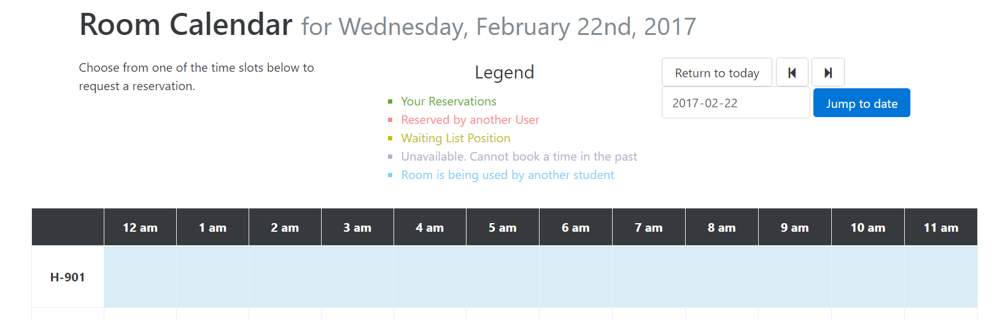 Room Calendar for Wednesday, February 22nd, 2017
Choose from one of the time slots below to
request a reservation.
Legend
Your Reservations
Reserved by another User
Waiting List Position
Unavailable. Cannot book a time in the past
Room is being used by another student
Return to today
2017-02-22 Jump to date
12 am 1 am 2 am 3 am 4 am 5 am 6 am 7 am 8 am 9 am 10 am 11 am
H-901